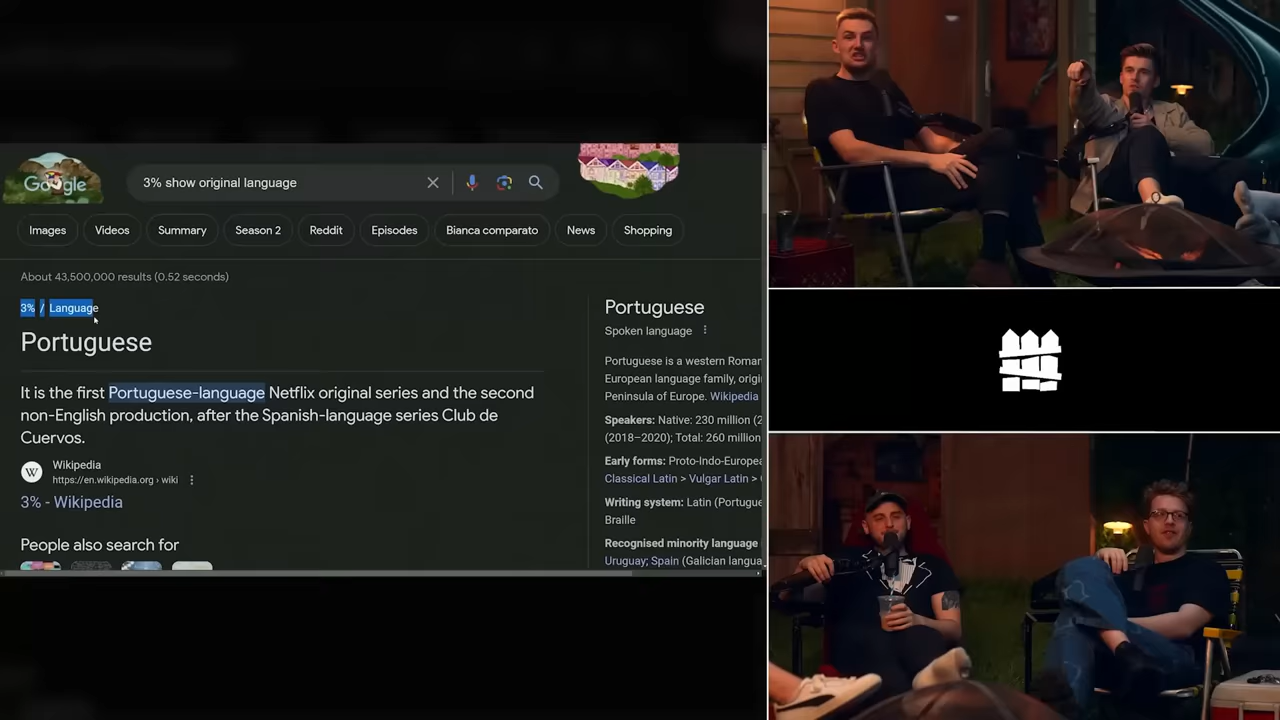 Google
3% show original language
Images
Videos
Summary
Season 2
Reddit
Episodes
Bianca comparato
News
Shopping
About 43,500,000 results (0.52 seconds)
3% / Language
Portuguese
It is the first Portuguese-language Netflix original series and the second
non-English production, after the Spanish-language series Club de
Cuervos.
W
Wikipedia
https://en.wikipedia.org › wiki
3% - Wikipedia
People also search for
Portuguese
Spoken language
Portuguese is a western Roman
European language family, origi
Peninsula of Europe. Wikipedia
Speakers: Native: 230 million (2
(2018–2020); Total: 260 million
Early forms: Proto-Indo-Europea
Classical Latin > Vulgar Latin >
Writing system: Latin (Portugue
Braille
Recognised minority language
Uruguay; Spain (Galician langua